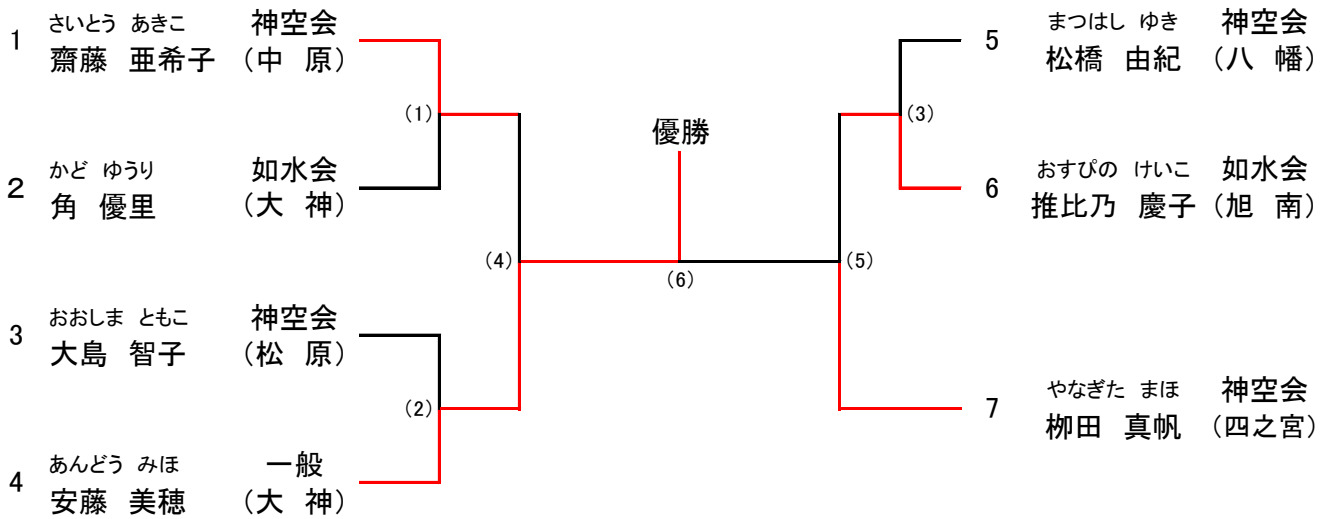 1 さいとう あきこ 神空会
齋藤 亜希子 （中 原）
(1)
2 かど ゆうり 如水会
角 優里 （大 神）
(4)
3 おおしま ともこ 神空会
大島 智子 （松 原）
(2)
4 あんどう みほ 一般
安藤 美穂 （大 神）
優勝
(6)
5 まつはし ゆき 神空会
松橋 由紀 （八 幡）
(3)
6 おすぴの けいこ 如水会
推比乃 慶子 （旭 南）
(5)
7 やなぎた まほ 神空会
栁田 真帆 （四之宮）